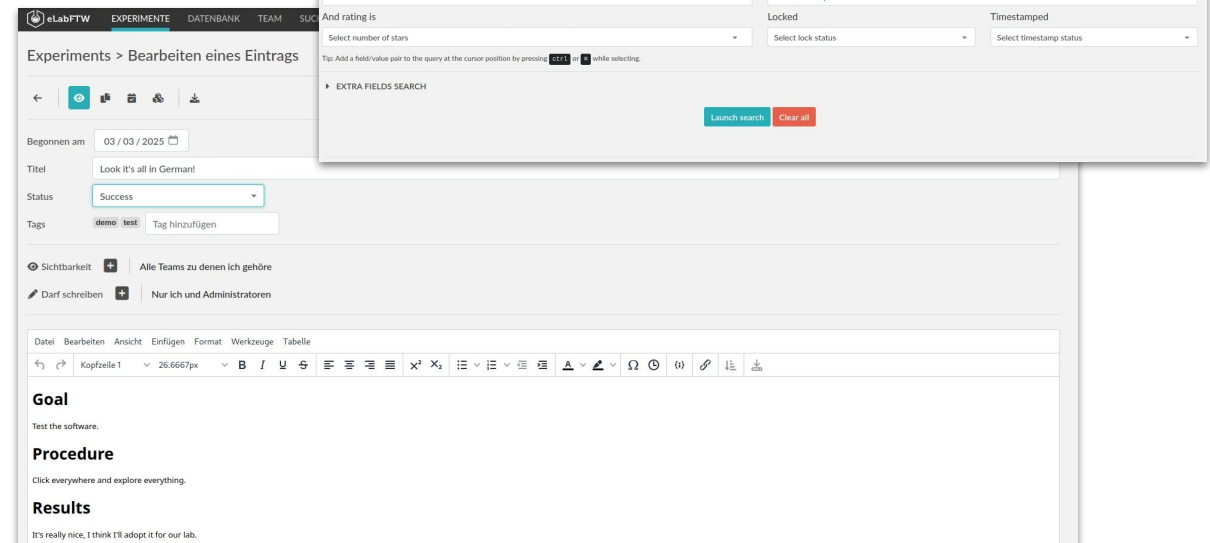 eLabFTW EXPERIMENTE DATENBANK TEAM
And rating is Locked Timestamped
Select number of stars Select lock status Select timestamp status
Tip: Add a field/value pair to the query at the cursor position by pressing ctrl or ⌘ while selecting.
EXTRA FIELDS SEARCH
Launch search Clear all
Experiments > Bearbeiten eines Eintrags
Begonnen am 03/03/2025
Titel Look it's all in German!
Status Success
Tags demo test Tag hinzufügen
Sichtbarkeit Alle Teams zu denen ich gehöre
Darf schreiben Nur ich und Administratoren
Datei Bearbeiten Ansicht Einfügen Format Werkzeuge Tabelle
Kopfzeile 1 26.6667px B I U S X² X₂ A Ω
Goal
Test the software.
Procedure
Click everywhere and explore everything.
Results
It's really nice, I think I'll adopt it for our lab.